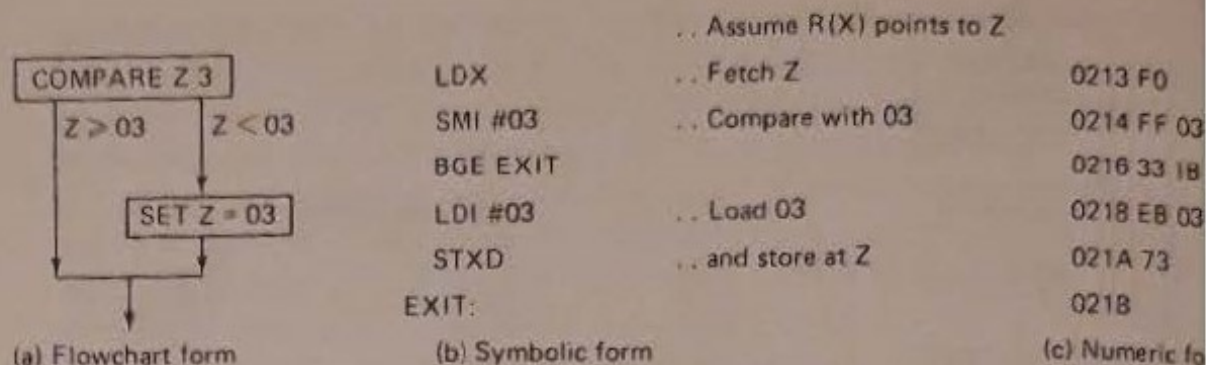 .. Assume R(X) points to Z
COMPARE Z 3
Z ⩾ 03 Z < 03
SET Z = 03
(a) Flowchart form
LDX .. Fetch Z 0213 F0
SMI #03 .. Compare with 03 0214 FF 03
BGE EXIT 0216 33 1B
LDI #03 .. Load 03 0218 EB 03
STXD .. and store at Z 021A 73
EXIT: 021B
(b) Symbolic form
(c) Numeric fo